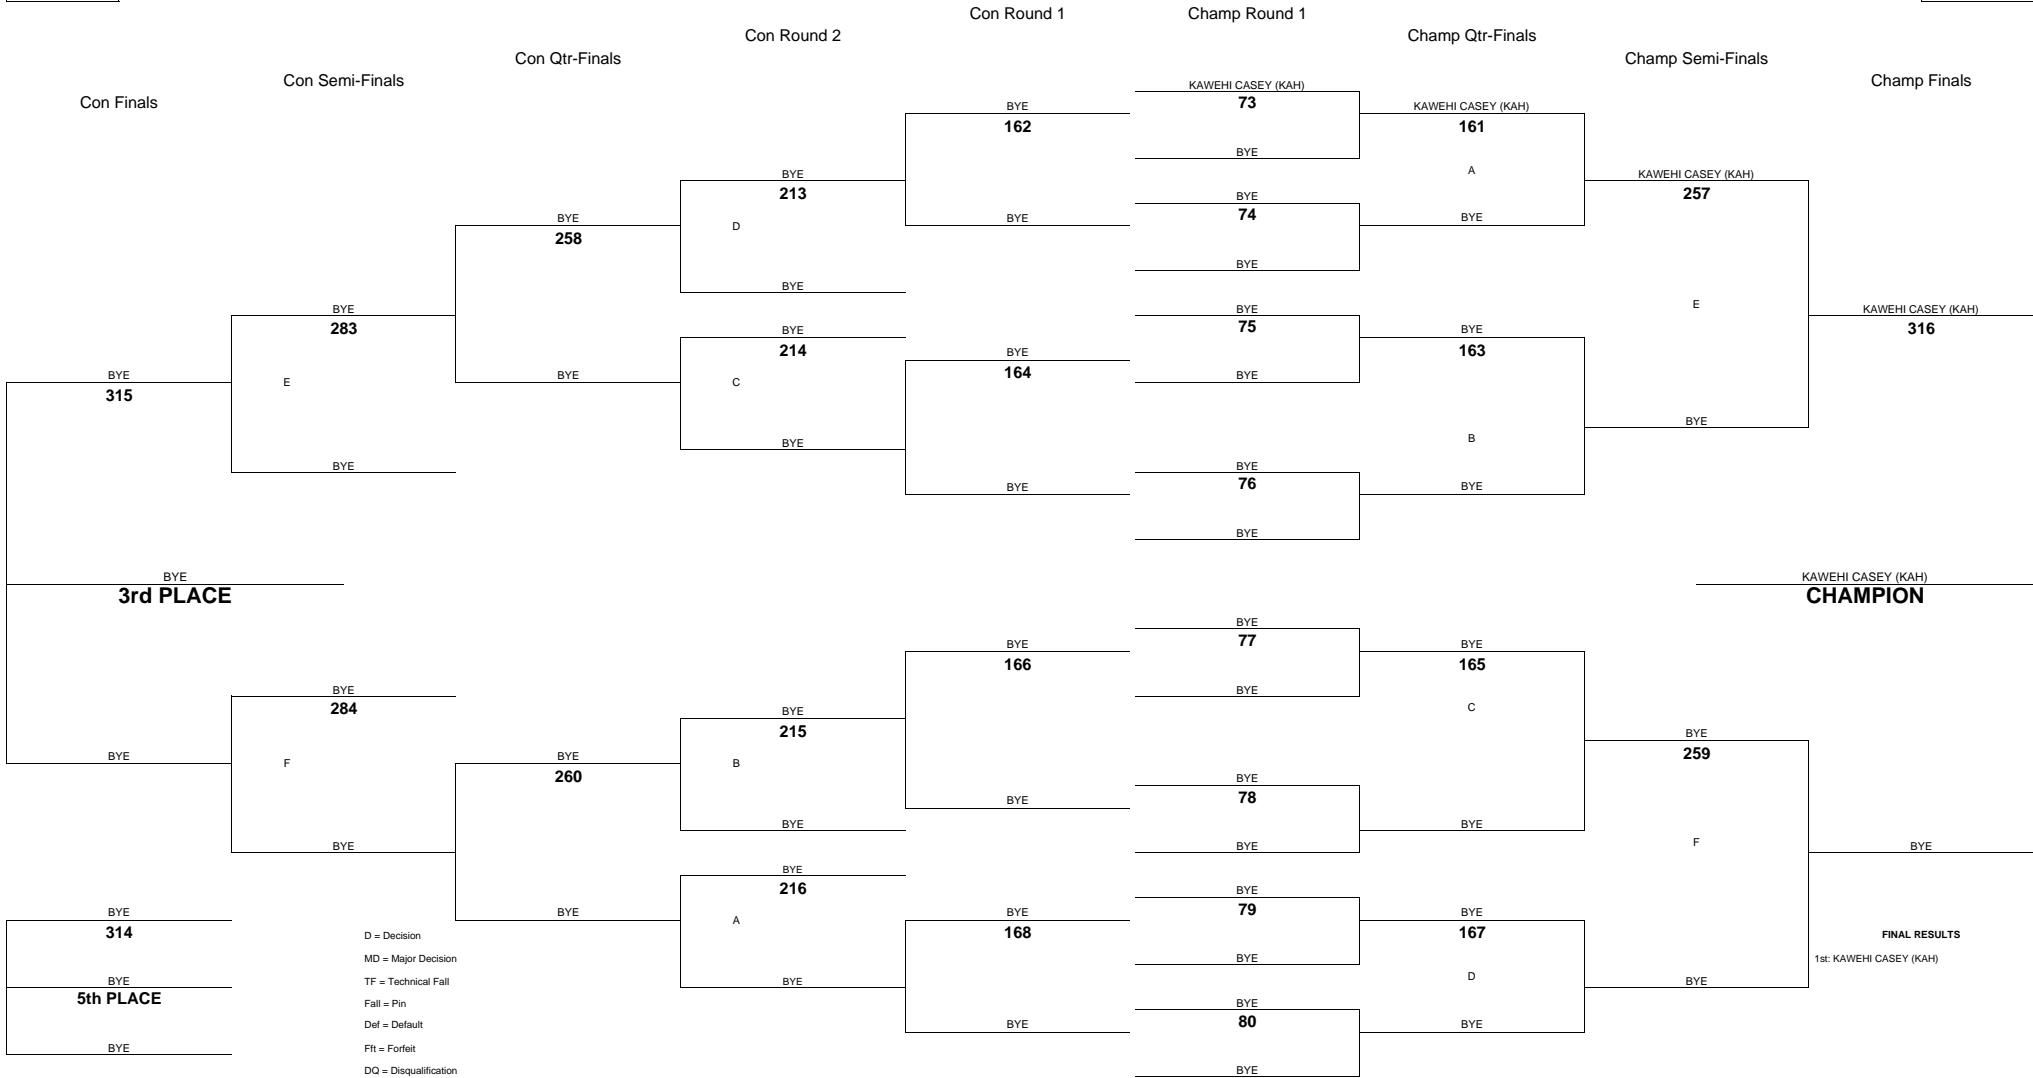 Con Round 1
Champ Round 1
Con Round 2
Champ Qtr-Finals
Con Qtr-Finals
Champ Semi-Finals
Con Semi-Finals
Champ Finals
Con Finals
KAWEHI CASEY (KAH)
73
BYE
162
KAWEHI CASEY (KAH)
161
BYE
A
BYE
213
KAWEHI CASEY (KAH)
257
BYE
74
BYE
258
D
BYE
BYE
BYE
BYE
E
BYE
283
BYE
75
KAWEHI CASEY (KAH)
316
BYE
214
BYE
163
BYE
164
BYE
315
E
BYE
C
BYE
BYE
B
BYE
BYE
BYE
76
BYE
BYE
BYE
BYE
3rd PLACE
KAWEHI CASEY (KAH)
CHAMPION
BYE
77
BYE
166
BYE
165
BYE
284
BYE
C
BYE
215
BYE
259
BYE
F
BYE
260
B
BYE
78
BYE
BYE
BYE
F
BYE
BYE
BYE
BYE
216
BYE
79
BYE
314
BYE
A
BYE
168
BYE
167
D = Decision
FINAL RESULTS
MD = Major Decision
BYE
1st: KAWEHI CASEY (KAH)
BYE
5th PLACE
TF = Technical Fall
BYE
D
BYE
Fall = Pin
BYE
80
Def = Default
BYE
BYE
BYE
Fft = Forfeit
DQ = Disqualification
BYE